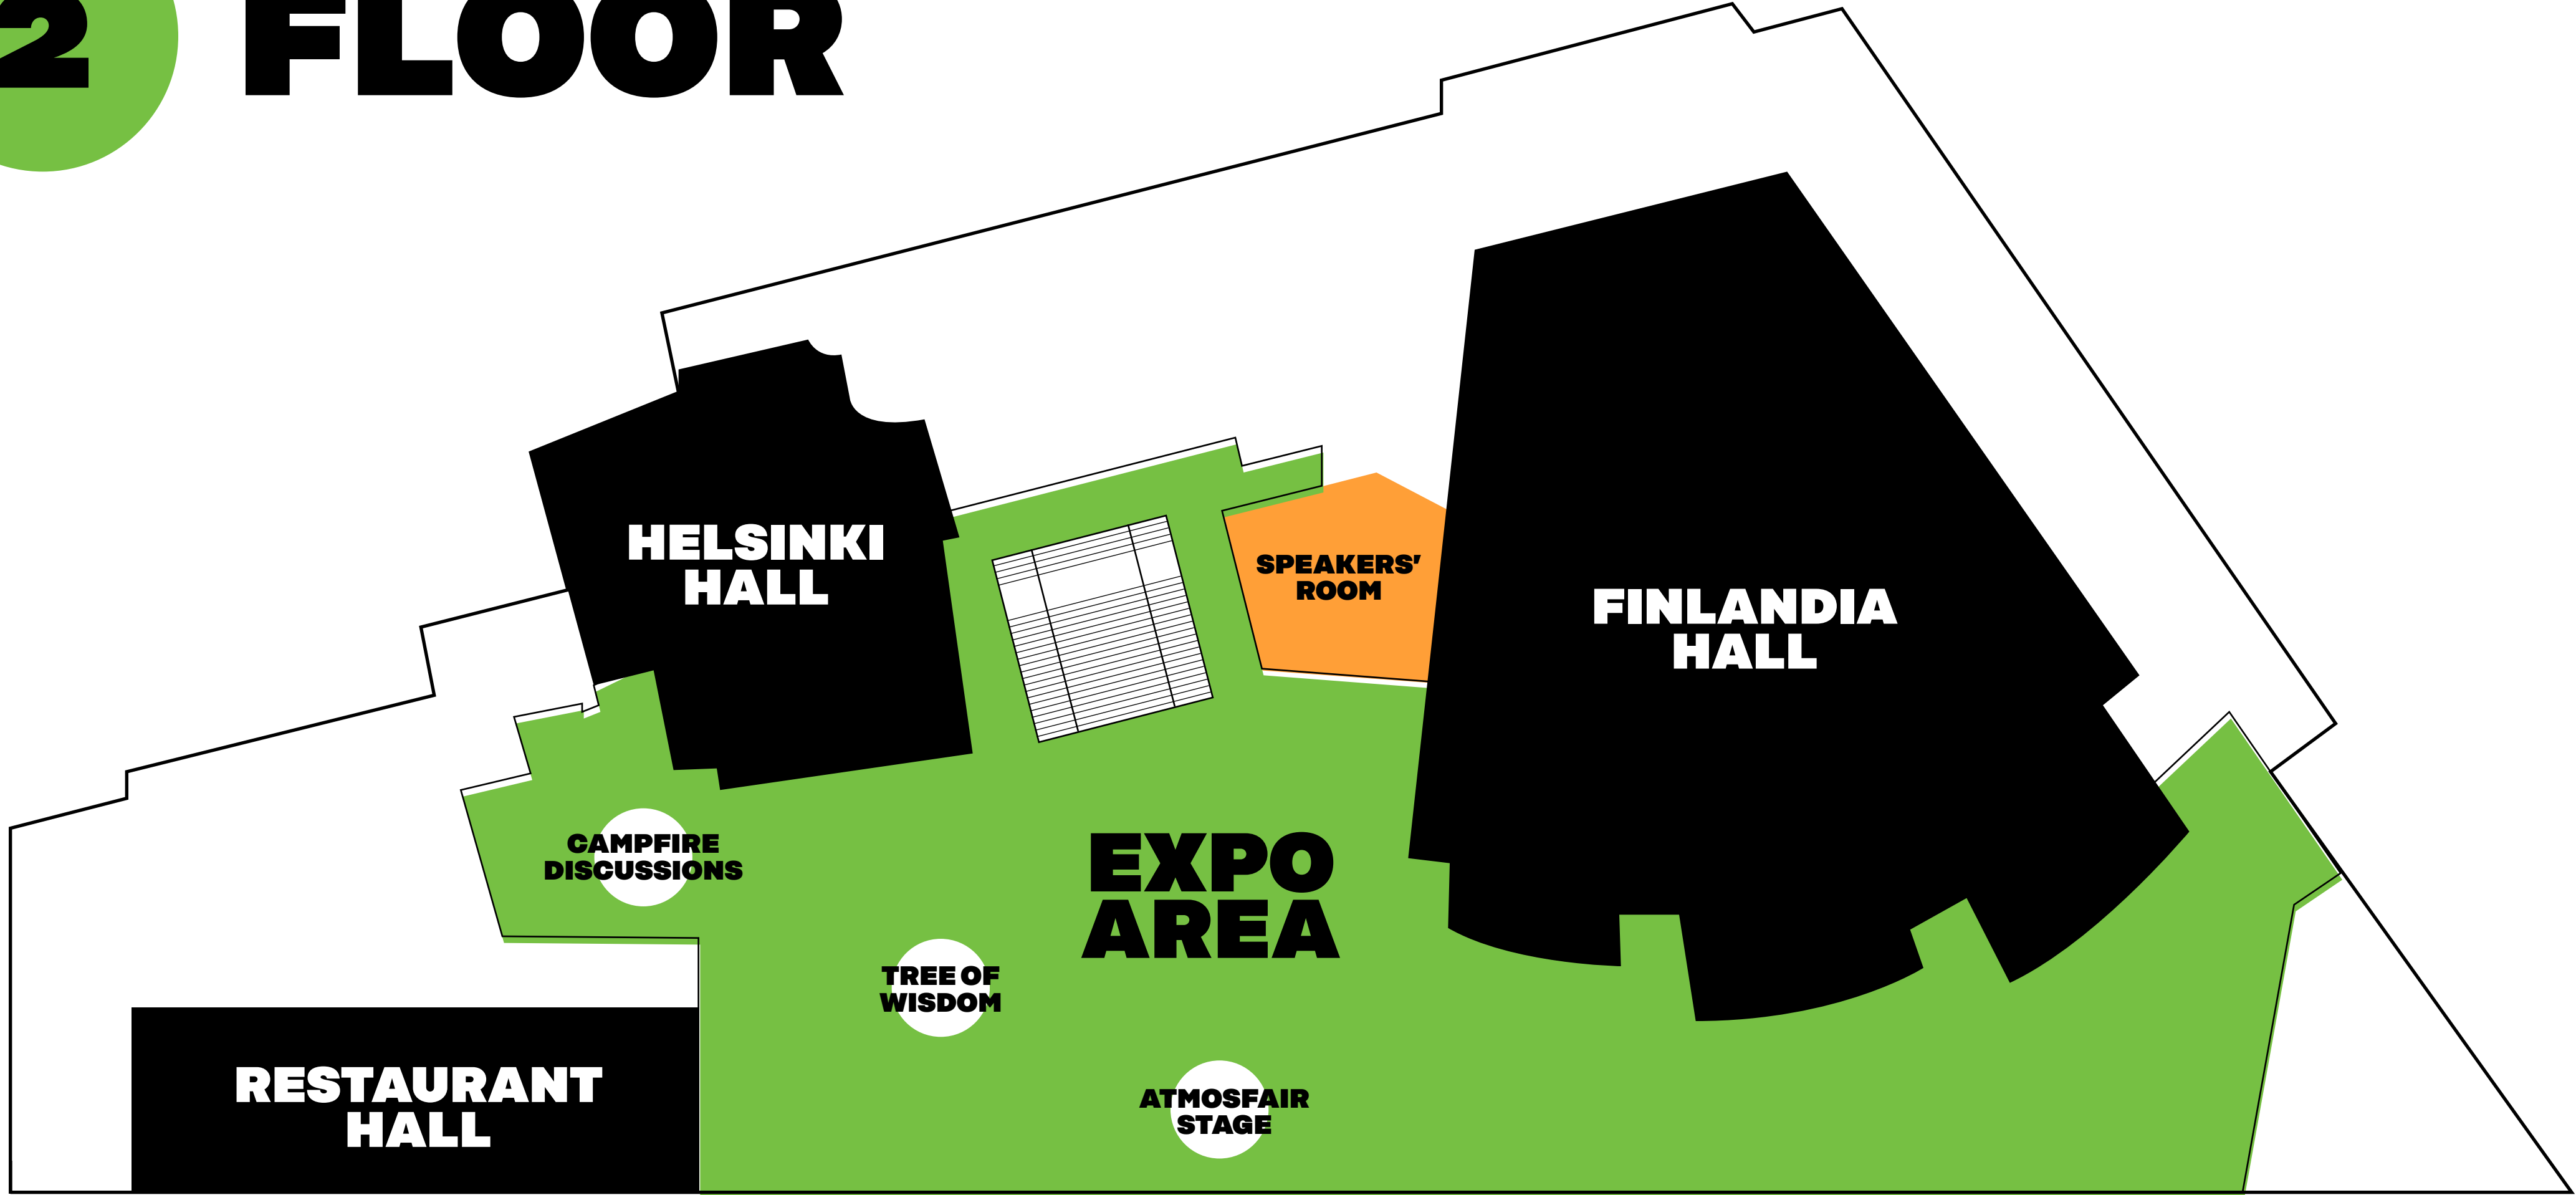 2 FLOOR
HELSINKI
HALL
SPEAKERS'
ROOM
FINLANDIA
HALL
CAMPFIRE
DISCUSSIONS
EXPO
AREA
TREE OF
WISDOM
RESTAURANT
HALL
ATMOSFAIR
STAGE